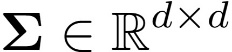 𝚺 ∈ ℝ^{d×d}